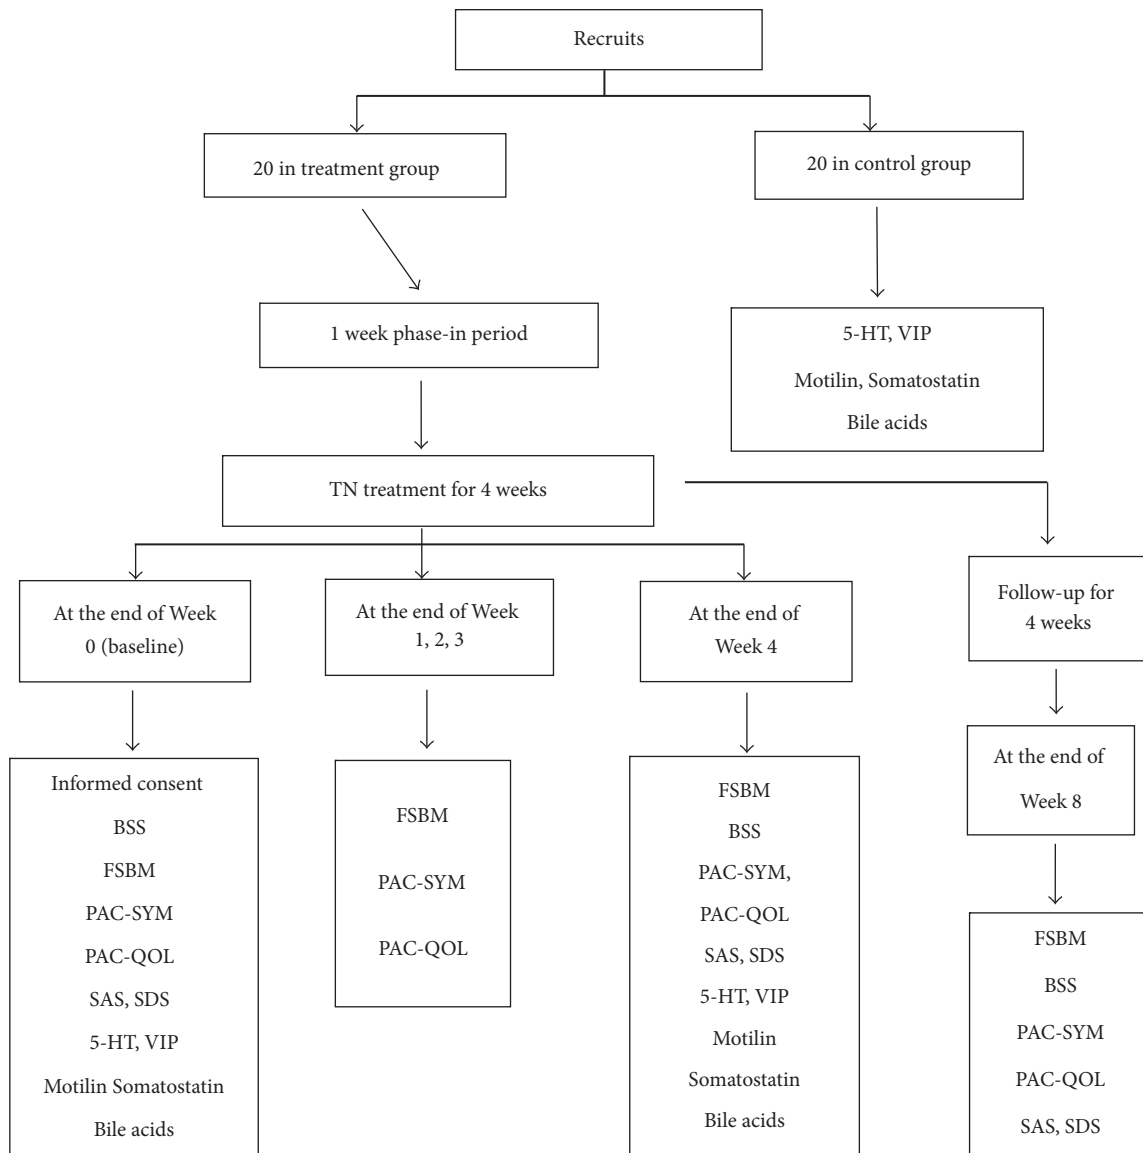 Recruits
20 in treatment group
20 in control group
1 week phase-in period
5-HT, VIP
Motilin, Somatostatin
Bile acids
TN treatment for 4 weeks
At the end of Week
0 (baseline)
At the end of Week
1, 2, 3
At the end of
Week 4
Follow-up for
4 weeks
Informed consent
BSS
FSBM
PAC-SYM
PAC-QOL
SAS, SDS
5-HT, VIP
Motilin Somatostatin
Bile acids
FSBM
PAC-SYM
PAC-QOL
FSBM
BSS
PAC-SYM,
PAC-QOL
SAS, SDS
5-HT, VIP
Motilin
Somatostatin
Bile acids
At the end of
Week 8
FSBM
BSS
PAC-SYM
PAC-QOL
SAS, SDS